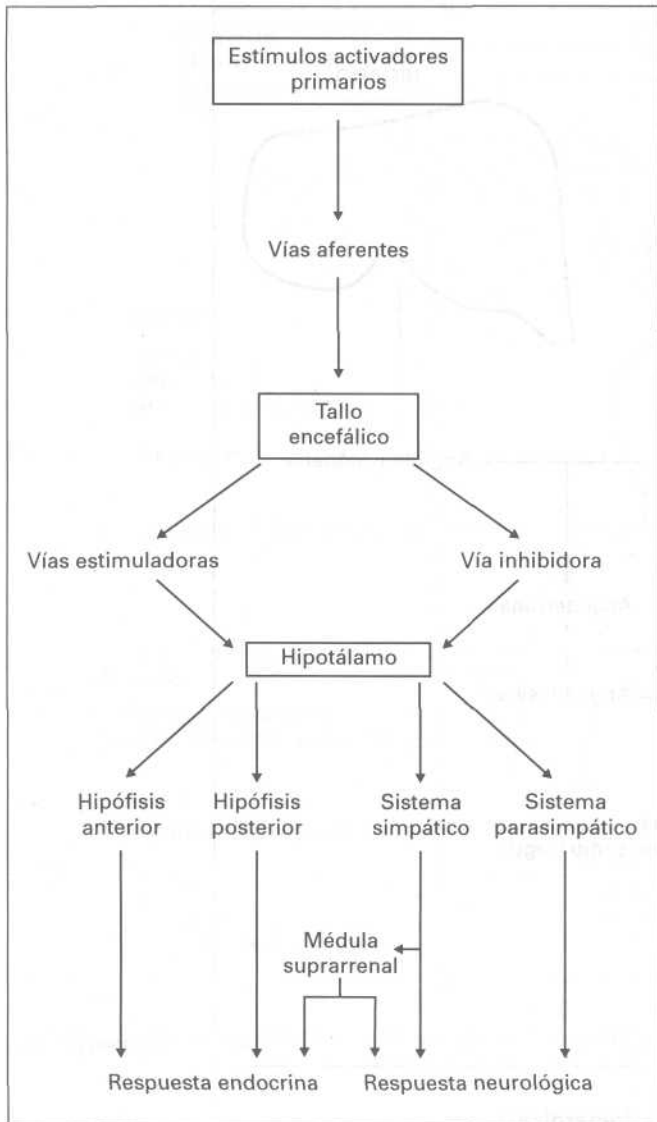 Estímulos activadores
primarios
Vías aferentes
Tallo
encefálico
Vías estimuladoras
Vía inhibidora
Hipotálamo
Hipófisis
anterior
Hipófisis
posterior
Sistema
simpático
Sistema
parasimpático
Médula
suprarrenal
Respuesta endocrina
Respuesta neurológica